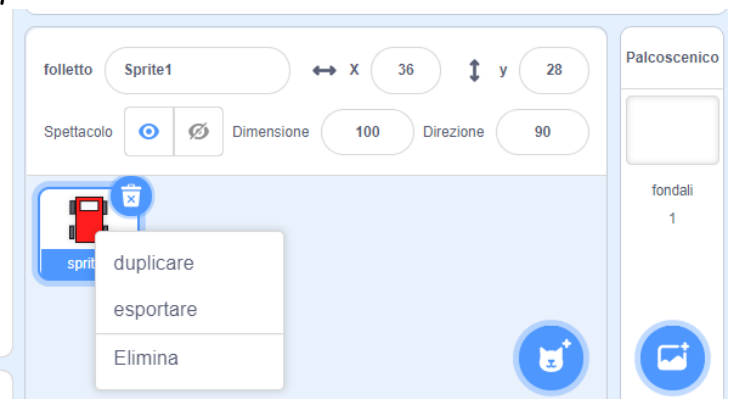 folletto Sprite1 X 36 y 28
Spettacolo Dimensione 100 Direzione 90
Palcoscenico
fondali
1
duplicare
esportare
Elimina